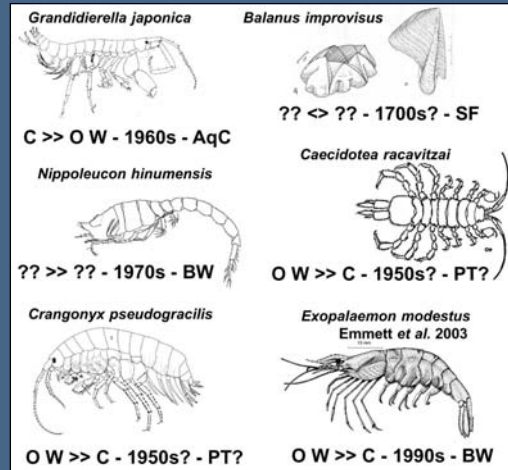 Grandidierella japonica
C >> O W - 1960s - AqC
Balanus improvisus
?? <> ?? - 1700s? - SF
Nippoleucon hinumensis
?? >> ?? - 1970s - BW
Caecidotea racavitzai
O W >> C - 1950s? - PT?
Crangonyx pseudogracilis
O W >> C - 1950s? - PT?
Exopalaemon modestus
Emmett et al. 2003
O W >> C - 1990s - BW